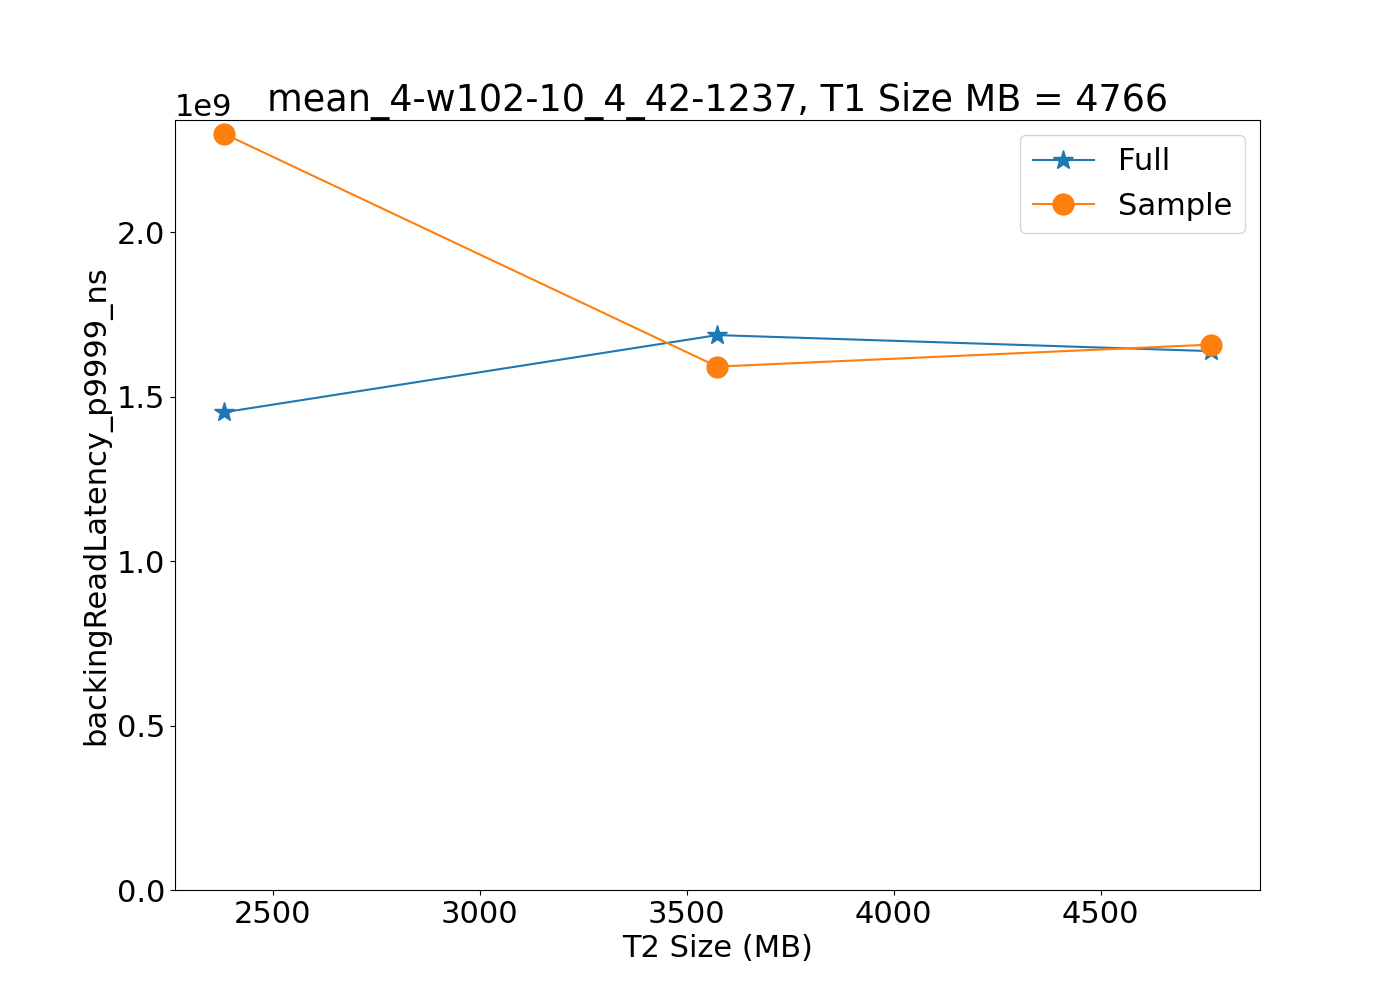 1e9
mean_4-w102-10_4_42-1237, T1 Size MB = 4766
Full
Sample
backingReadLatency_p9999_ns
2.0
1.5
1.0
0.5
0.0
2500 3000 3500 4000 4500
T2 Size (MB)